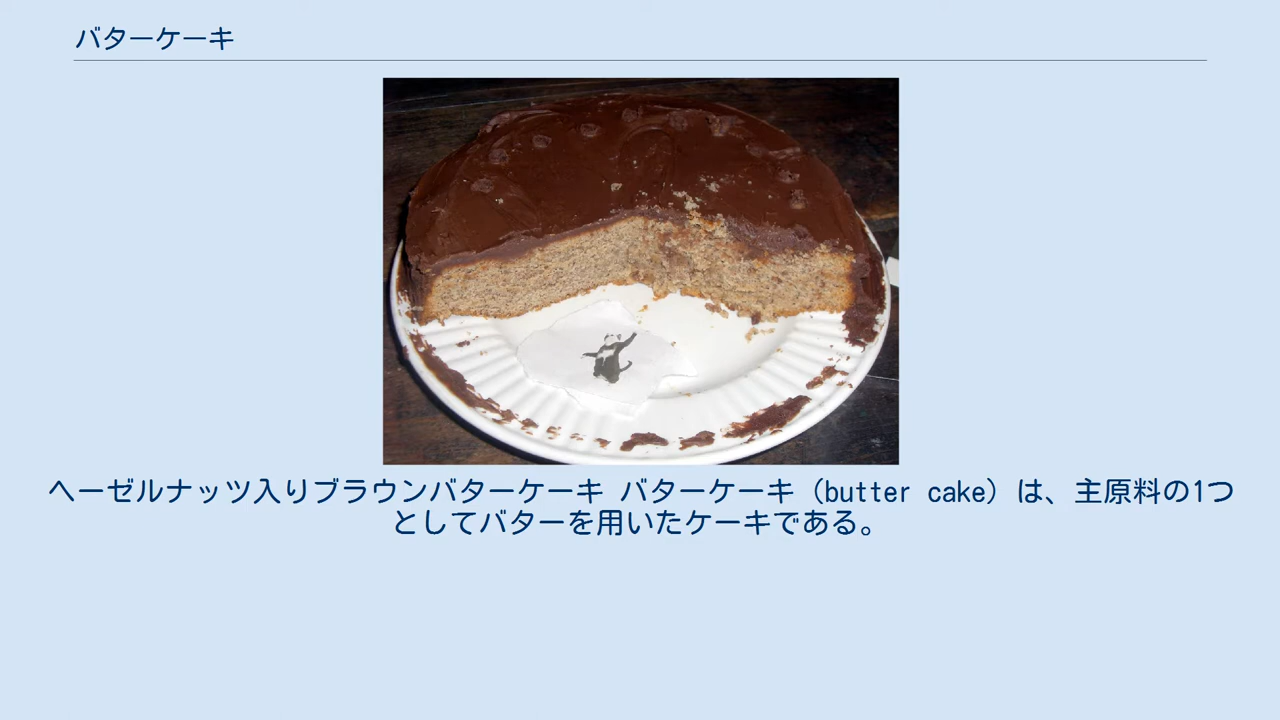 バターケーキ
ヘーゼルナッツ入りブラウンバターケーキ バターケーキ（butter cake）は、主原料の1つ
としてバターを用いたケーキである。